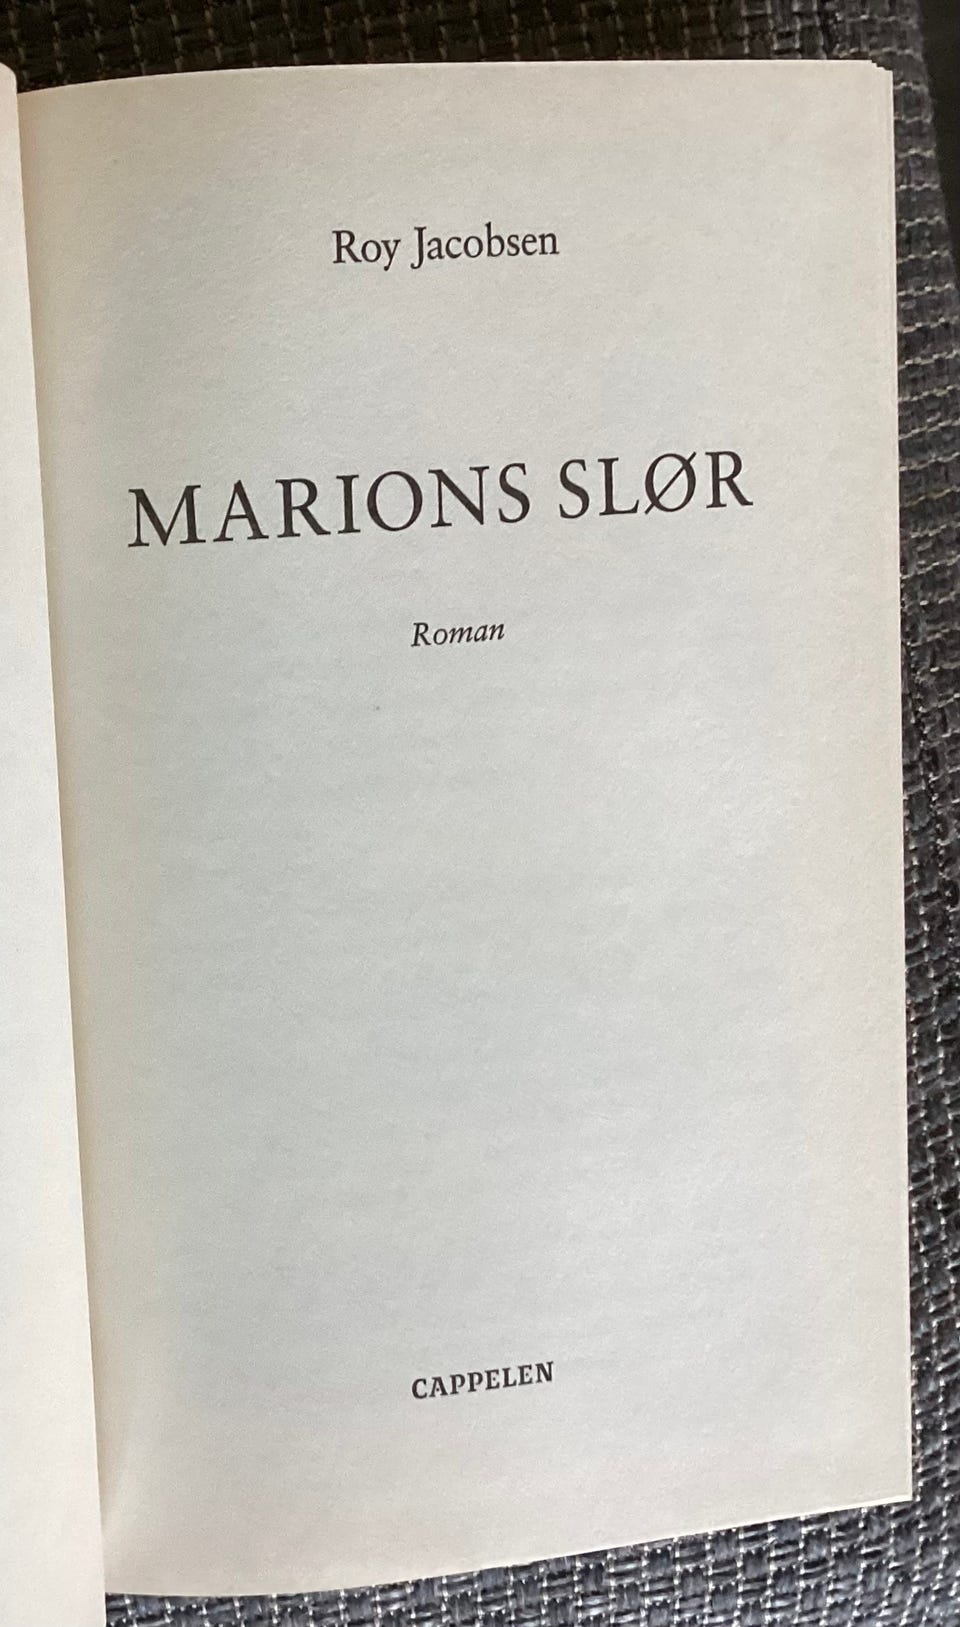 Roy Jacobsen
MARIONS SLØR
Roman
CAPPELEN